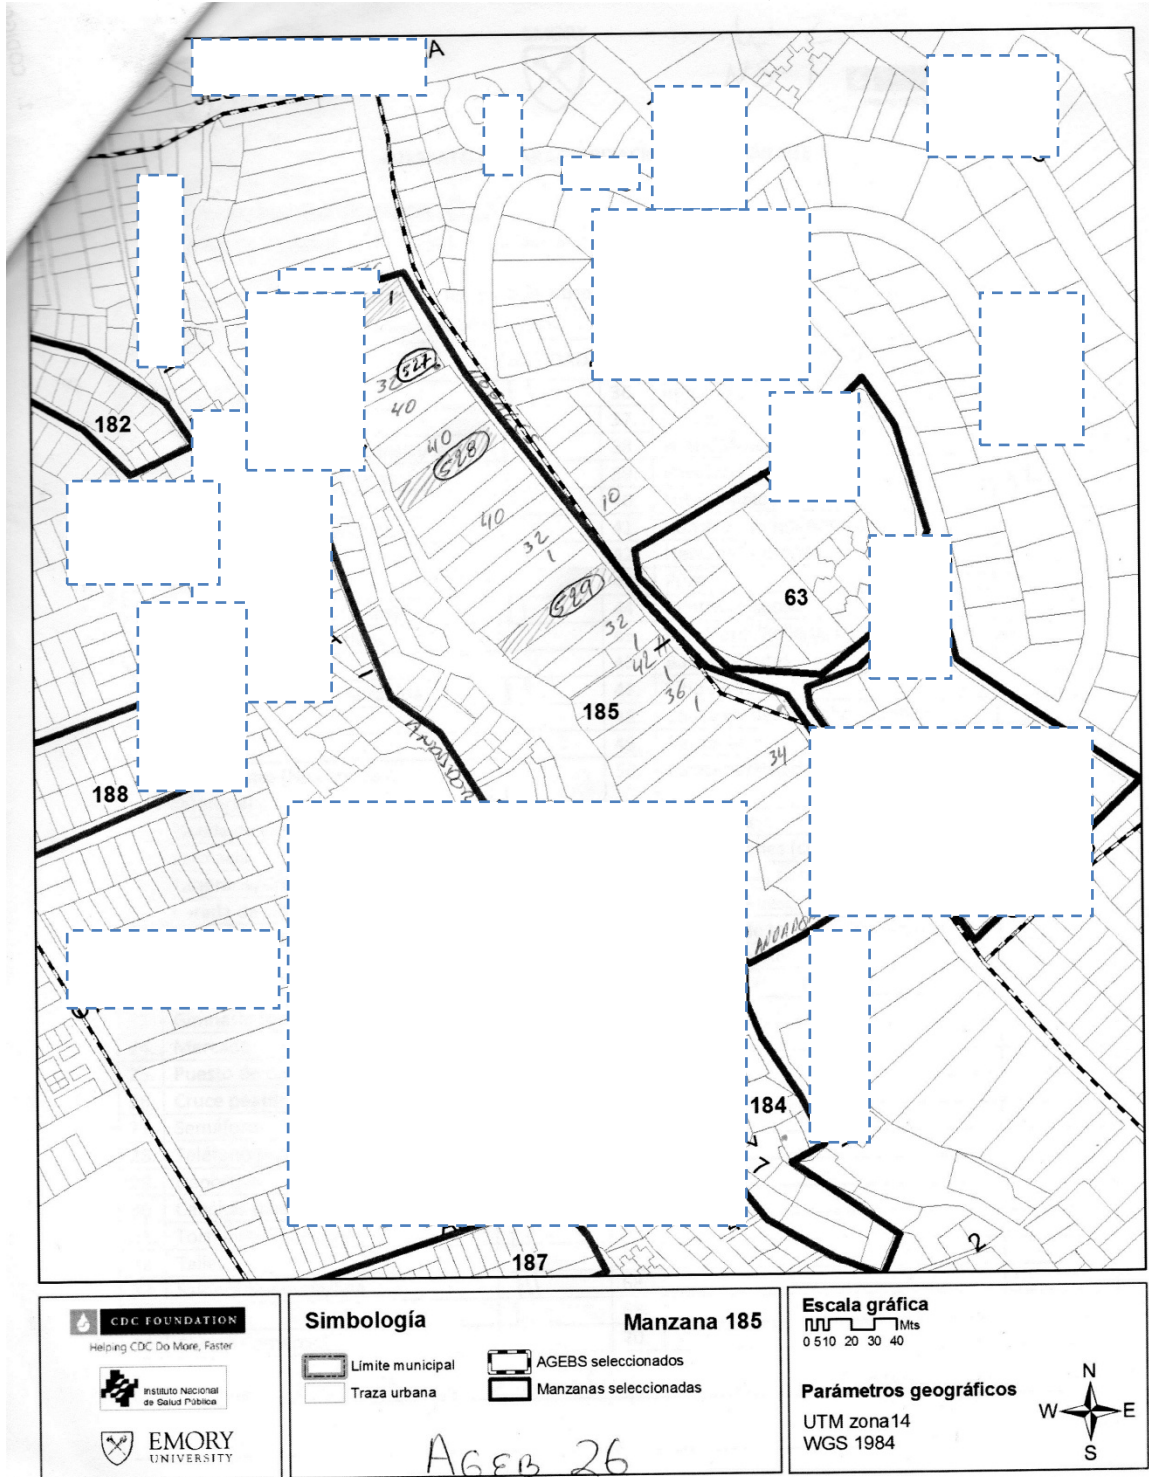 A
1
527
32
40
40
528
182
10
40
32
1
529
63
32
1
42
1
36
1
185
34
ANDADOR
188
ANDADOR
184
7
2
187
CDC FOUNDATION
Helping CDC Do More, Faster
Instituto Nacional
de Salud Pública
EMORY
UNIVERSITY
Simbología
Manzana 185
Límite municipal
AGEBS seleccionados
Traza urbana
Manzanas seleccionadas
AGEB 26
Escala gráfica
Mts
0 510 20 30 40
Parámetros geográficos
UTM zona14
WGS 1984
N
W E
S